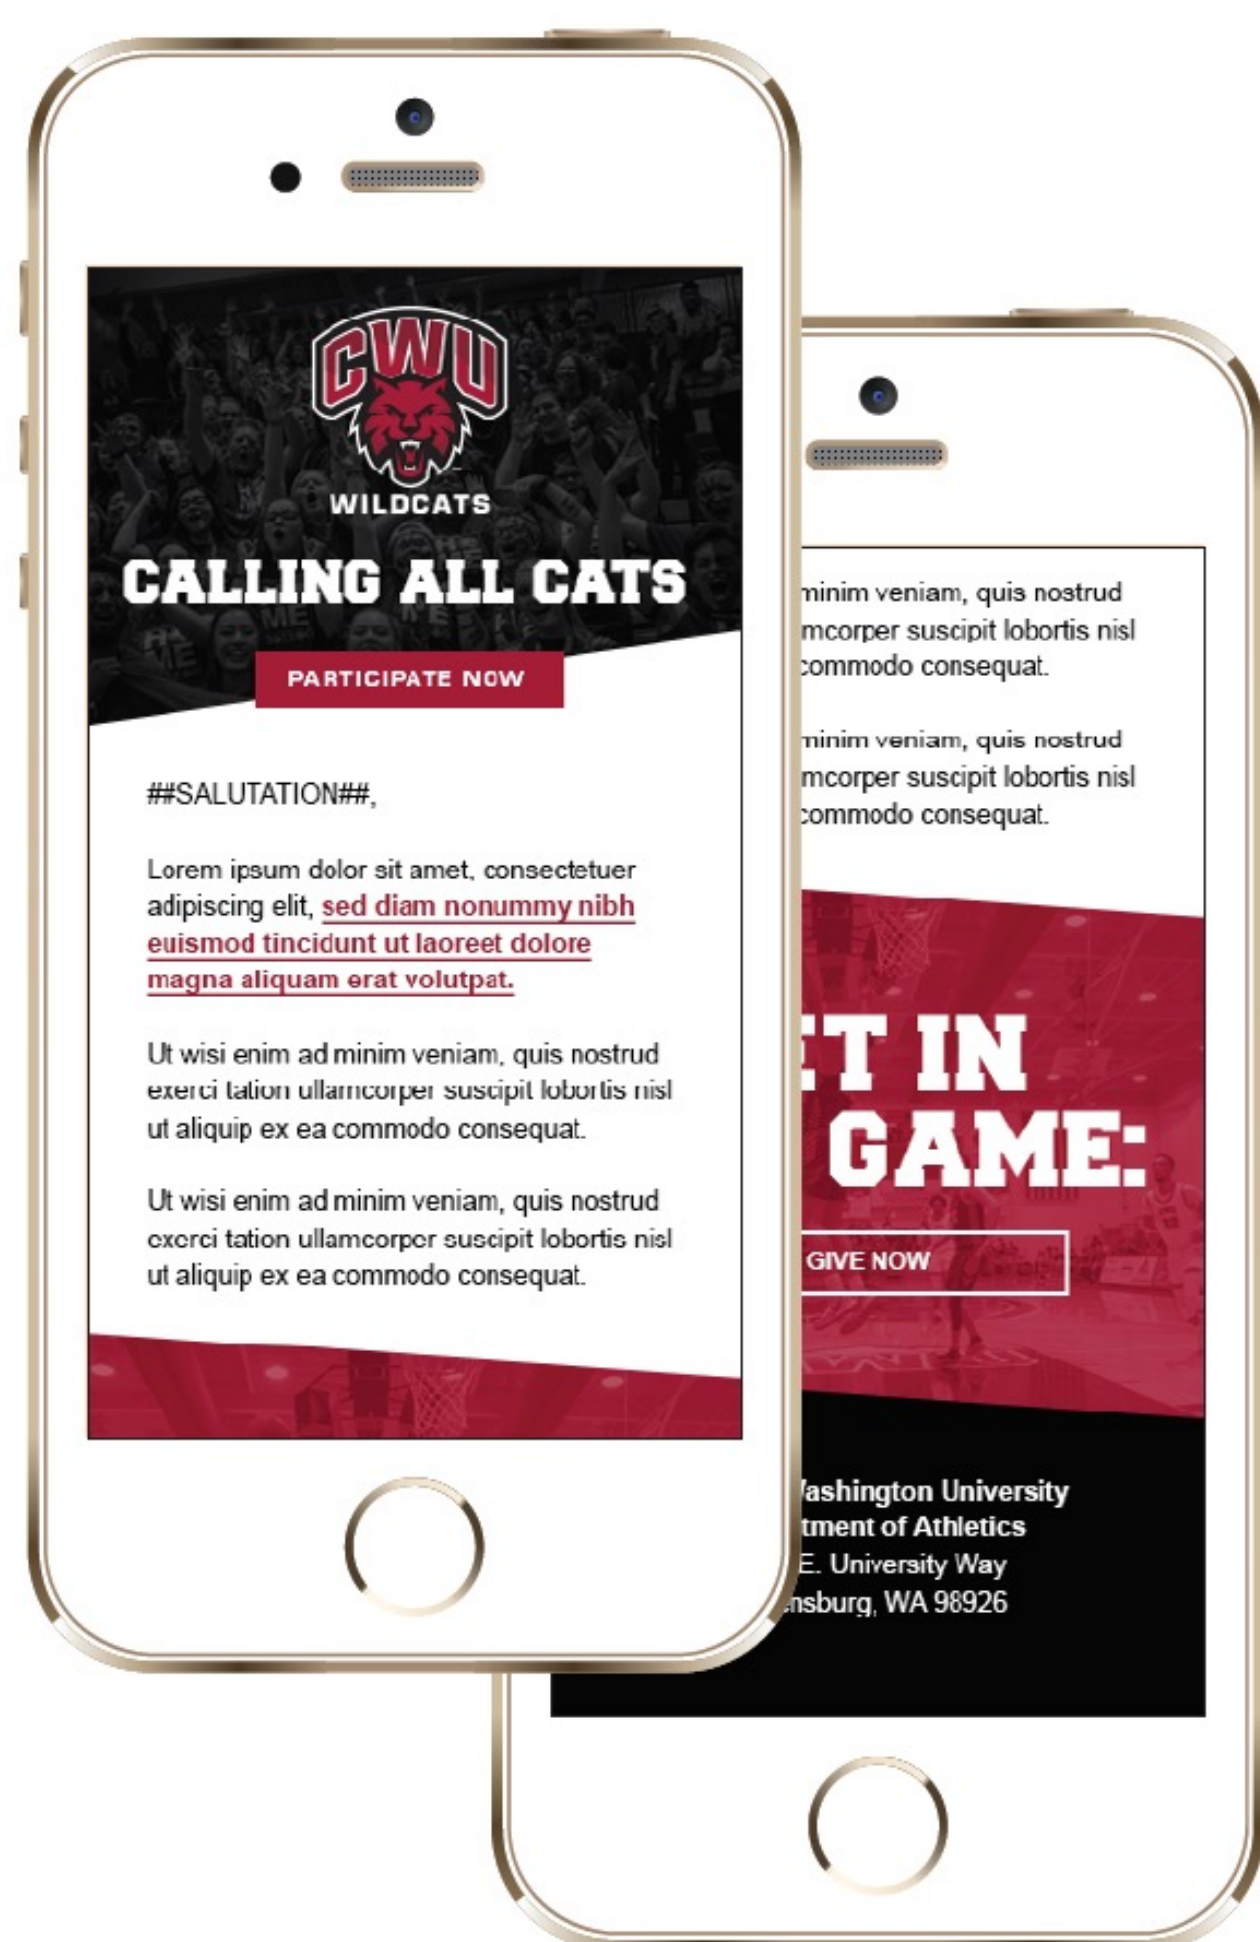 CWU
WILDCATS
CALLING ALL CATS
PARTICIPATE NOW
##SALUTATION##,
Lorem ipsum dolor sit amet, consectetuer
adipiscing elit, sed diam nonummy nibh
euismod tincidunt ut laoreet dolore
magna aliquam erat volutpat.
Ut wisi enim ad minim veniam, quis nostrud
exerci tation ullamcorper suscipit lobortis nisl
ut aliquip ex ea commodo consequat.
Ut wisi enim ad minim veniam, quis nostrud
exerci tation ullamcorper suscipit lobortis nisl
ut aliquip ex ea commodo consequat.
minim veniam, quis nostrud
mcorper suscipit lobortis nisl
commodo consequat.
minim veniam, quis nostrud
mcorper suscipit lobortis nisl
commodo consequat.
ET IN
GAME:
GIVE NOW
Washington University
tment of Athletics
E. University Way
nsburg, WA 98926